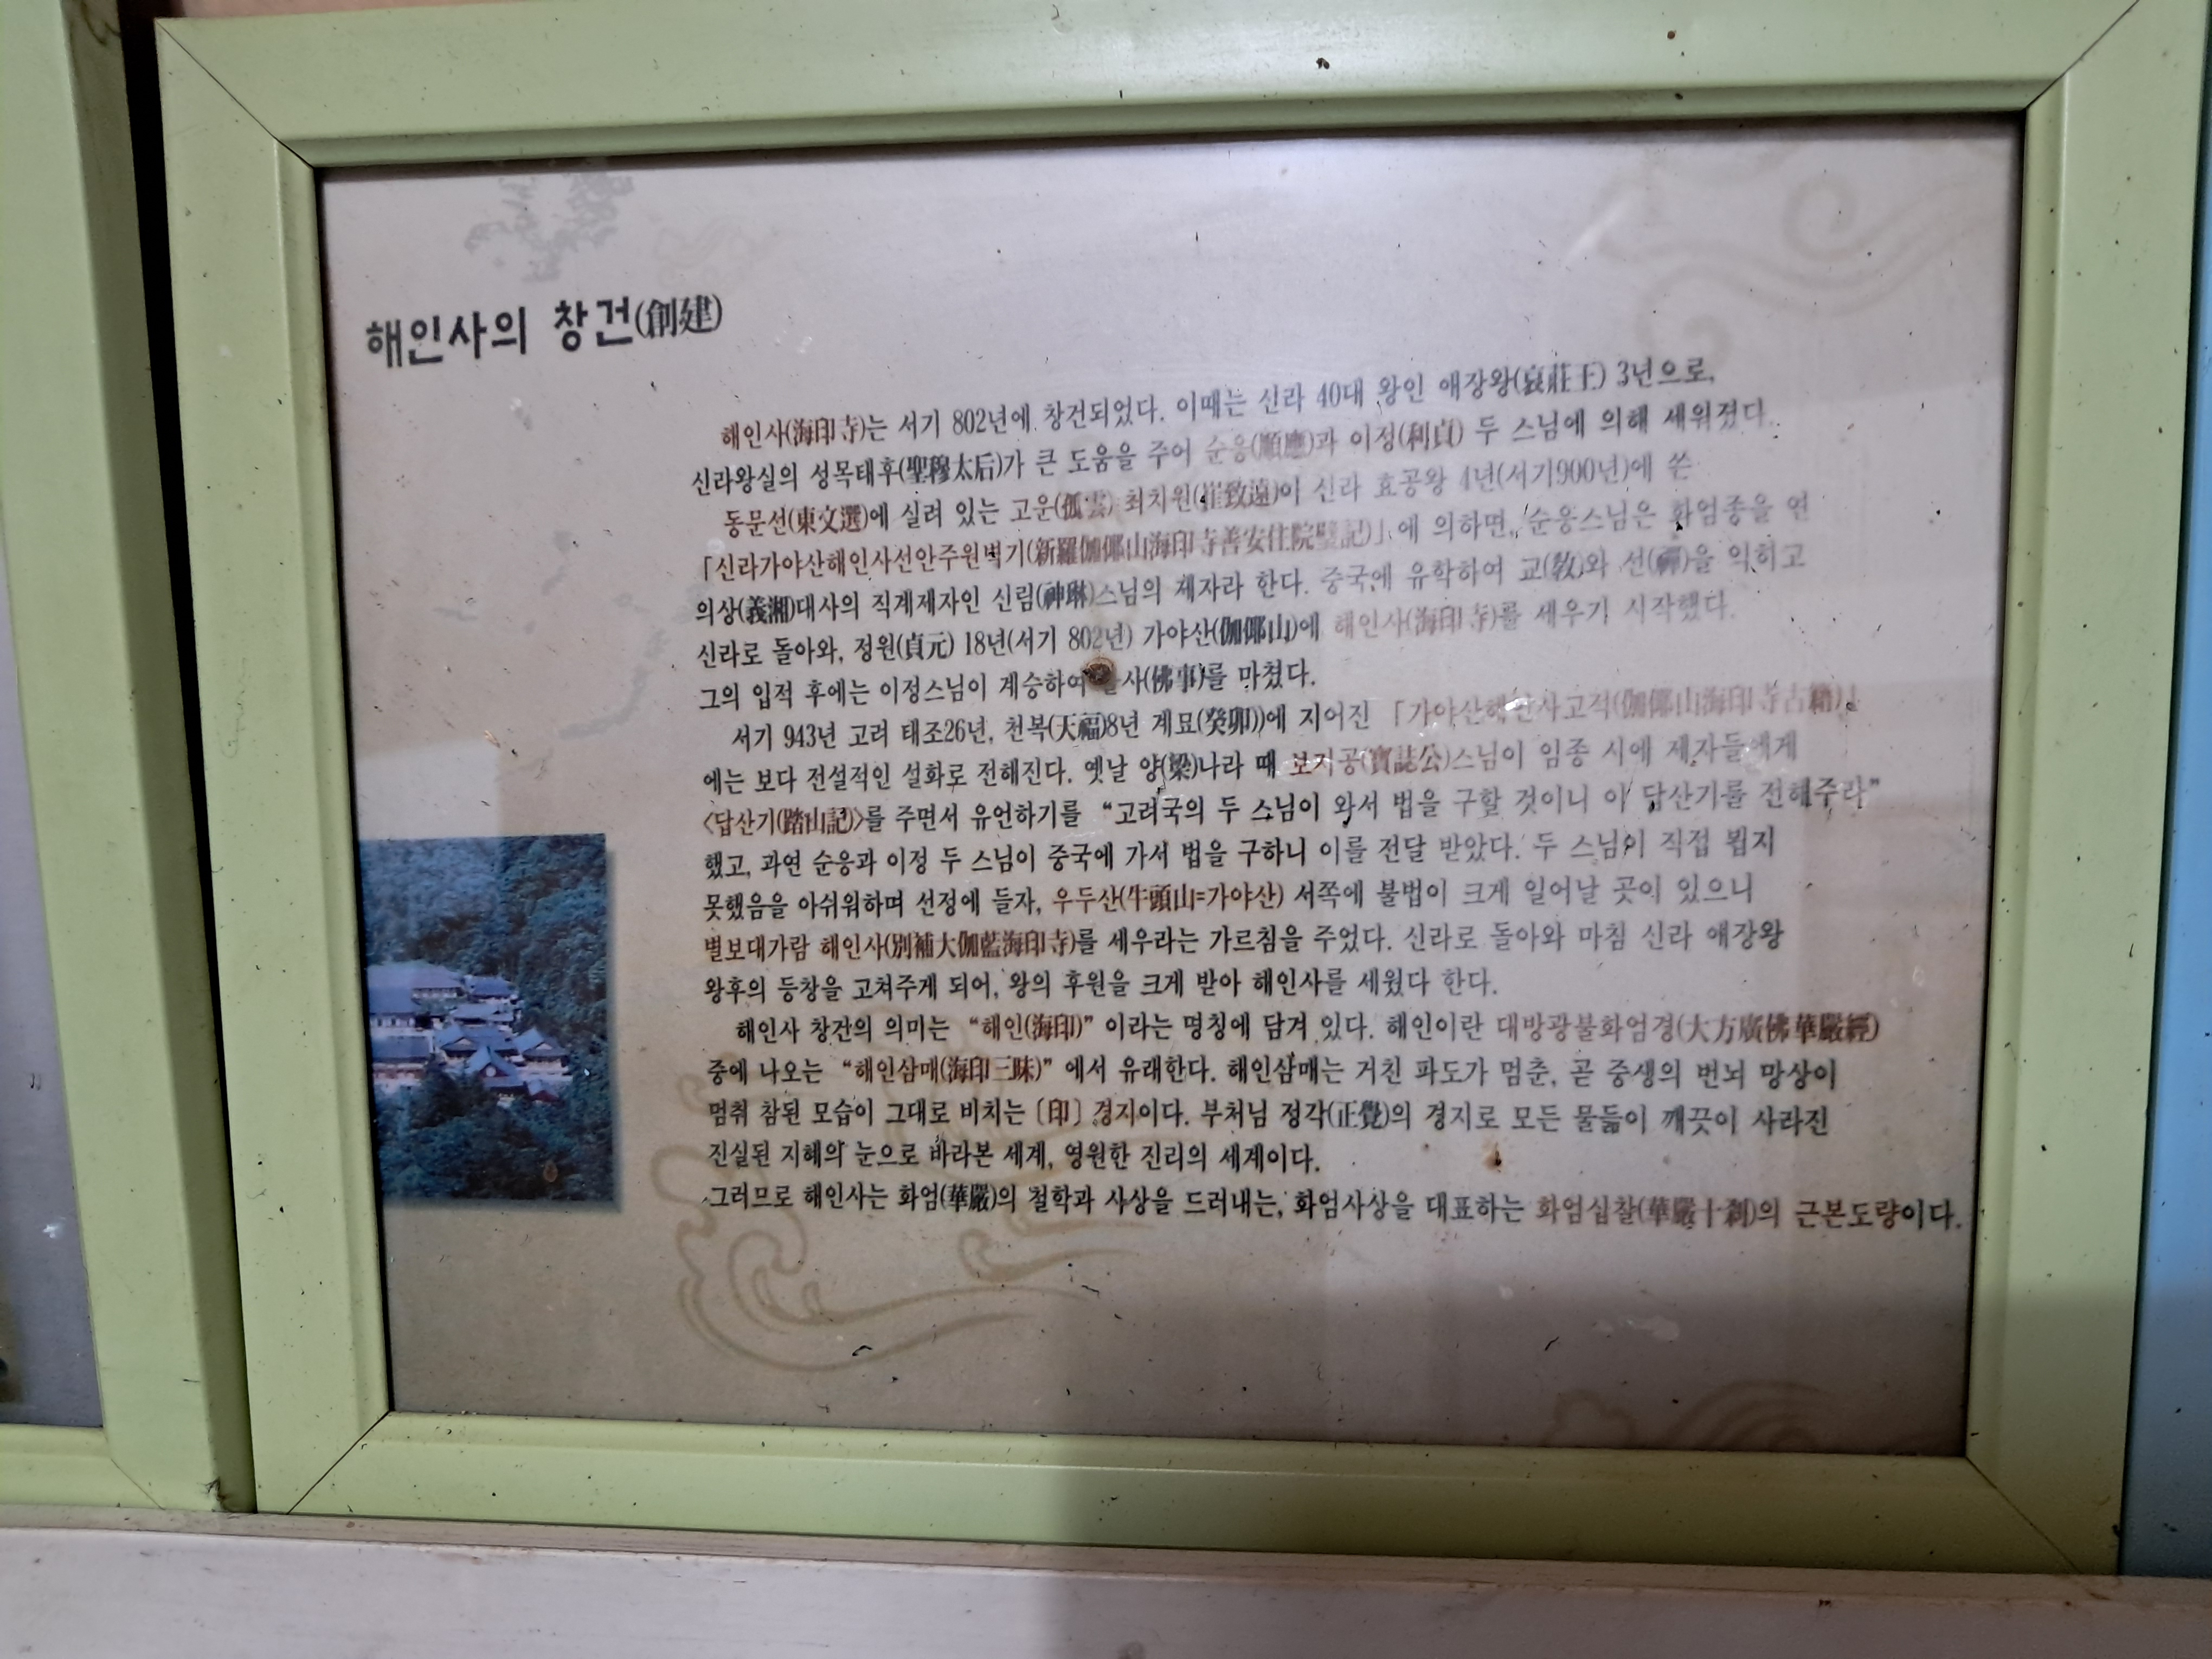 해인사의 창건(創建)
해인사(海印寺)는 서기 802년에 창건되었다. 이때는 신라 40대 왕인 애장왕(哀莊王) 3년으로,
신라왕실의 성목태후(聖穆太后)가 큰 도움을 주어 순응(順應)과 이정(利貞) 두 스님에 의해 세워졌다.
동문선(東文選)에 실려 있는 고운(孤雲) 최치원(崔致遠)이 신라 효공왕 4년(서기900년)에 쓴
「신라가야산해인사선안주원벽기(新羅伽倻山海印寺善安住院壁記)」에 의하면, 순응스님은 화엄종을 연
의상(義湘)대사의 직계제자인 신림(神琳)스님의 제자라 한다. 중국에 유학하여 교(敎)와 선(禪)을 익히고
신라로 돌아와, 정원(貞元) 18년(서기 802년) 가야산(伽倻山)에 해인사(海印寺)를 세우기 시작했다.
그의 입적 후에는 이정스님이 계승하여 사(佛事)를 마쳤다.
서기 943년 고려 태조26년, 천복(天福)8년 계묘(癸卯))에 지어진 「가야산해인사고적(伽倻山海印寺古籍)」
에는 보다 전설적인 설화로 전해진다. 옛날 양(梁)나라 때 보지공(寶誌公)스님이 임종 시에 제자들에게
<답산기(踏山記)>를 주면서 유언하기를 “고려국의 두 스님이 와서 법을 구할 것이니 이 답산기를 전해주라”
했고, 과연 순응과 이정 두 스님이 중국에 가서 법을 구하니 이를 전달 받았다. 두 스님이 직접 뵙지
못했음을 아쉬워하며 선정에 들자, 우두산(牛頭山=가야산) 서쪽에 불법이 크게 일어날 곳이 있으니
별보대가람 해인사(別補大伽藍海印寺)를 세우라는 가르침을 주었다. 신라로 돌아와 마침 신라 애장왕
왕후의 등창을 고쳐주게 되어, 왕의 후원을 크게 받아 해인사를 세웠다 한다.
해인사 창건의 의미는 “해인(海印)” 이라는 명칭에 담겨 있다. 해인이란 대방광불화엄경(大方廣佛華嚴經)
중에 나오는 “해인삼매(海印三昧)” 에서 유래한다. 해인삼매는 거친 파도가 멈춘, 곧 중생의 번뇌 망상이
멈춰 참된 모습이 그대로 비치는 [印] 경지이다. 부처님 정각(正覺)의 경지로 모든 물듦이 깨끗이 사라진
진실된 지혜의 눈으로 바라본 세계, 영원한 진리의 세계이다.
그러므로 해인사는 화엄(華嚴)의 철학과 사상을 드러내는, 화엄사상을 대표하는 화엄십찰(華嚴十刹)의 근본도량이다.